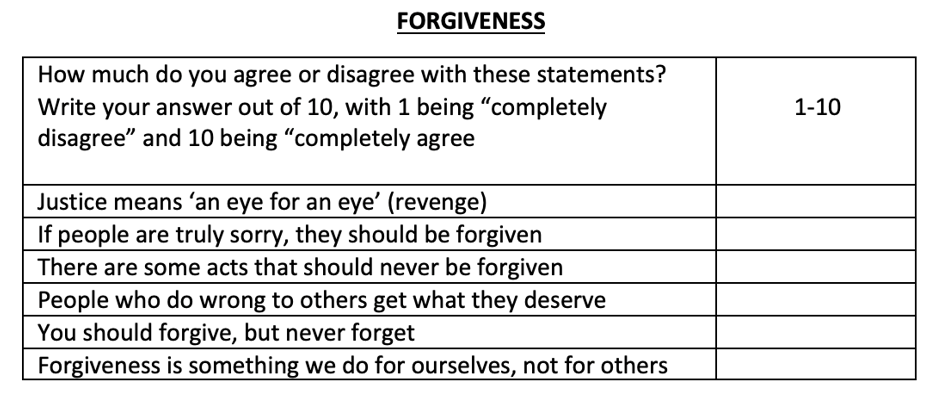 FORGIVENESS
How much do you agree or disagree with these statements?
Write your answer out of 10, with 1 being “completely
disagree” and 10 being “completely agree
1-10
Justice means ‘an eye for an eye’ (revenge)
If people are truly sorry, they should be forgiven
There are some acts that should never be forgiven
People who do wrong to others get what they deserve
You should forgive, but never forget
Forgiveness is something we do for ourselves, not for others